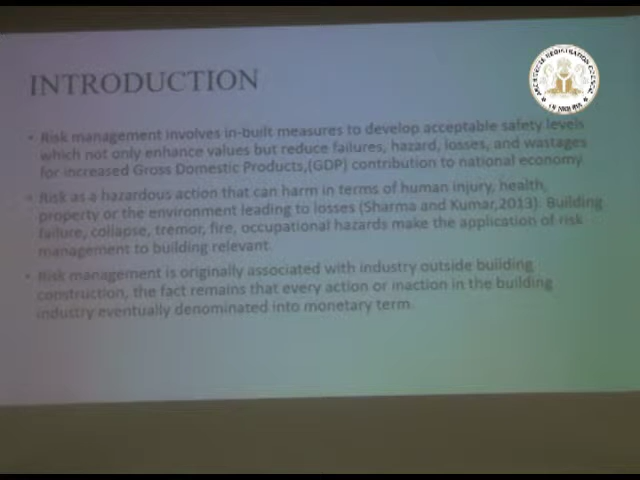 INTRODUCTION
ARCHITECTS REGISTRATION COUNCIL
Risk management involves in-built measures to develop acceptable safety levels
which not only enhance values but reduce failures, hazard, losses, and wastages
for increased Gross Domestic Products,(GDP) contribution to national economy
Risk as a hazardous action that can harm in terms of human injury, health,
property or the environment leading to losses (Sharma and Kumar,2013). Building
failure, collapse, tremor, fire, occupational hazards make the application of risk
management to building relevant.
Risk management is originally associated with industry outside building
construction, the fact remains that every action or inaction in the building
industry eventually denominated into monetary term.